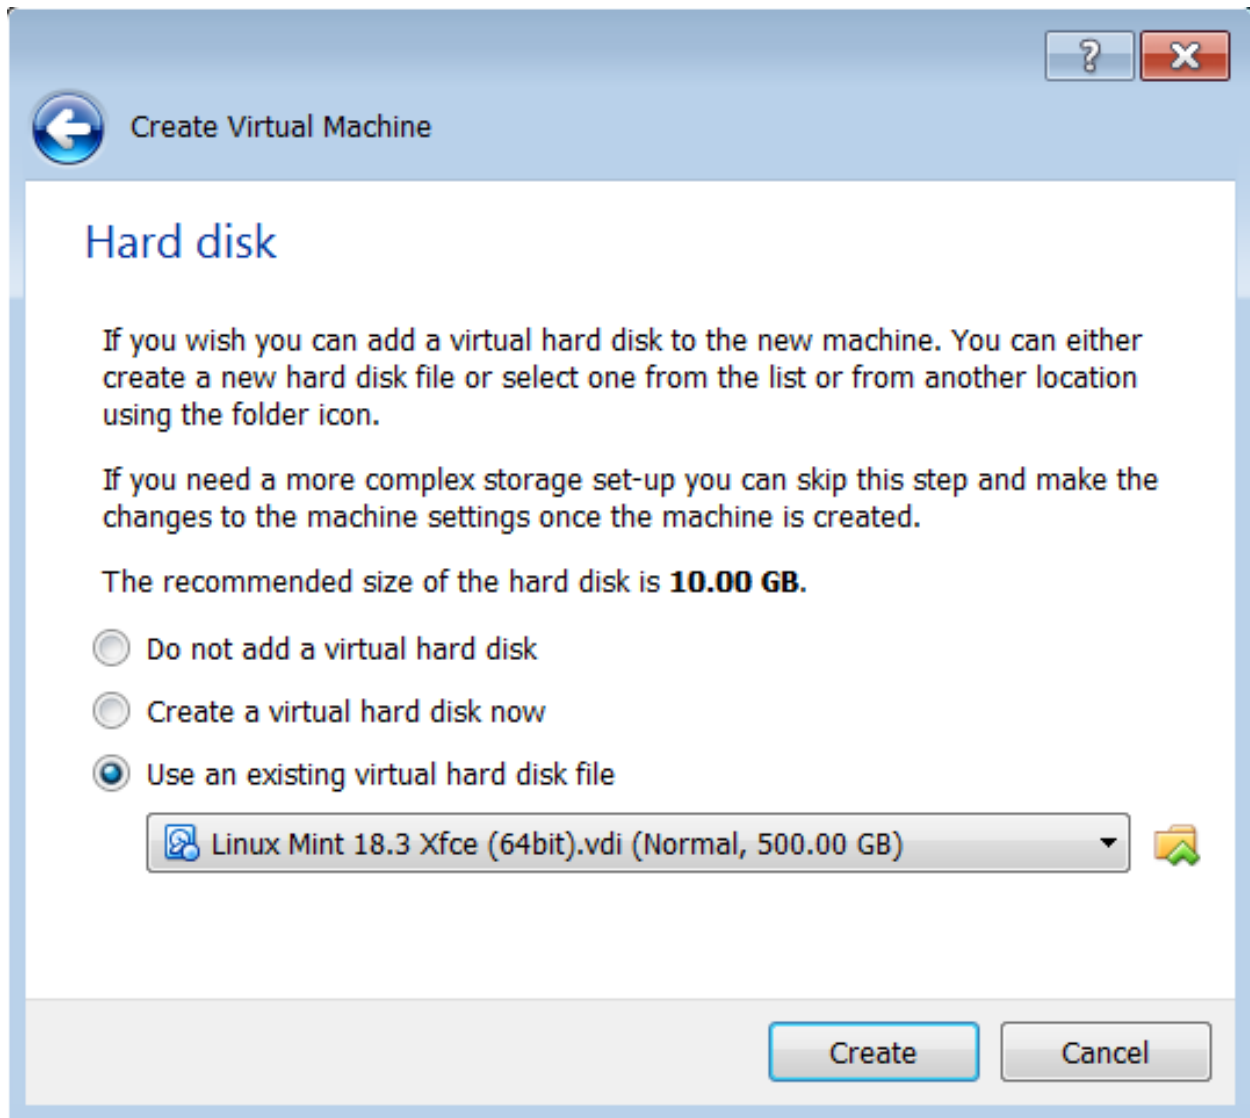 ?
Create Virtual Machine
Hard disk
If you wish you can add a virtual hard disk to the new machine. You can either
create a new hard disk file or select one from the list or from another location
using the folder icon.
If you need a more complex storage set-up you can skip this step and make the
changes to the machine settings once the machine is created.
The recommended size of the hard disk is 10.00 GB.
Do not add a virtual hard disk
Create a virtual hard disk now
Use an existing virtual hard disk file
Linux Mint 18.3 Xfce (64bit).vdi (Normal, 500.00 GB)
Create
Cancel